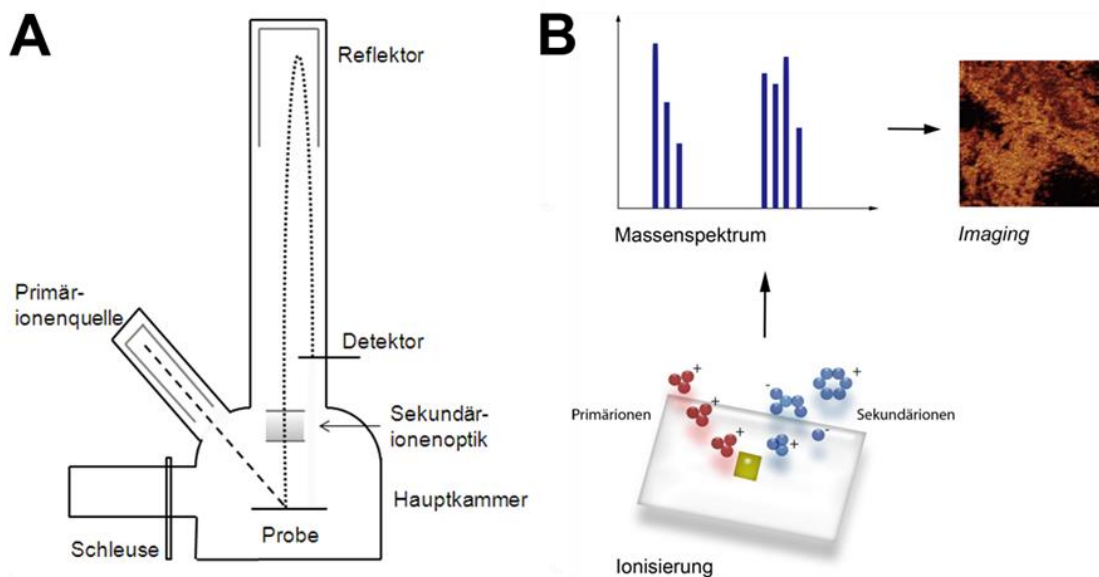 A
Reflektor
Primär-
ionenquelle
Detektor
Sekundär-
ionenoptik
Hauptkammer
Probe
Schleuse
B
Massenspektrum
Imaging
+
+
+
-
+
-
+
Primärionen
Sekundärionen
Ionisierung